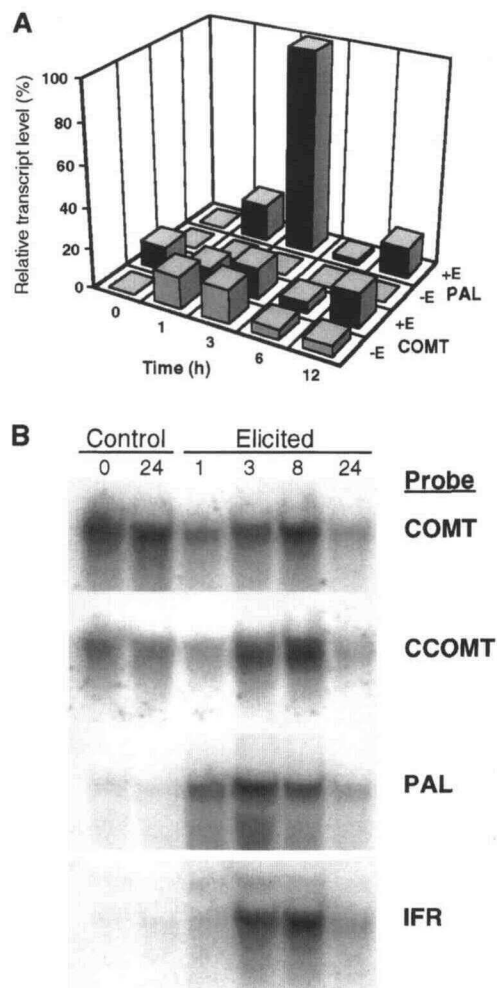 A
Relative transcript level (%)
100
80
60
40
20
0
0
1
3
6
12
Time (h)
+E
-E PAL
+E
-E COMT
B
Control Elicited
0 24 1 3 8 24
Probe
COMT
CCOMT
PAL
IFR